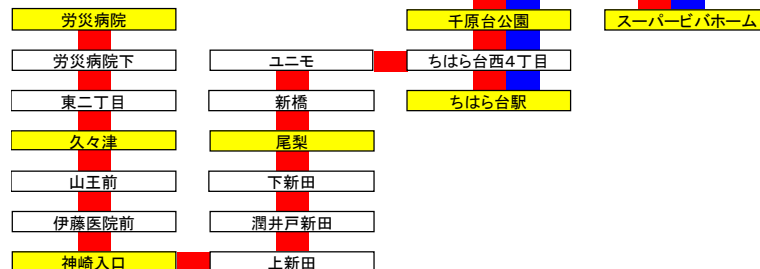 労災病院
労災病院下
東二丁目
久々津
山王前
伊藤医院前
神崎入口
ユニモ
新橋
尾梨
下新田
潤井戸新田
上新田
千原台公園
ちはら台西4丁目
ちはら台駅
スーパービバホーム